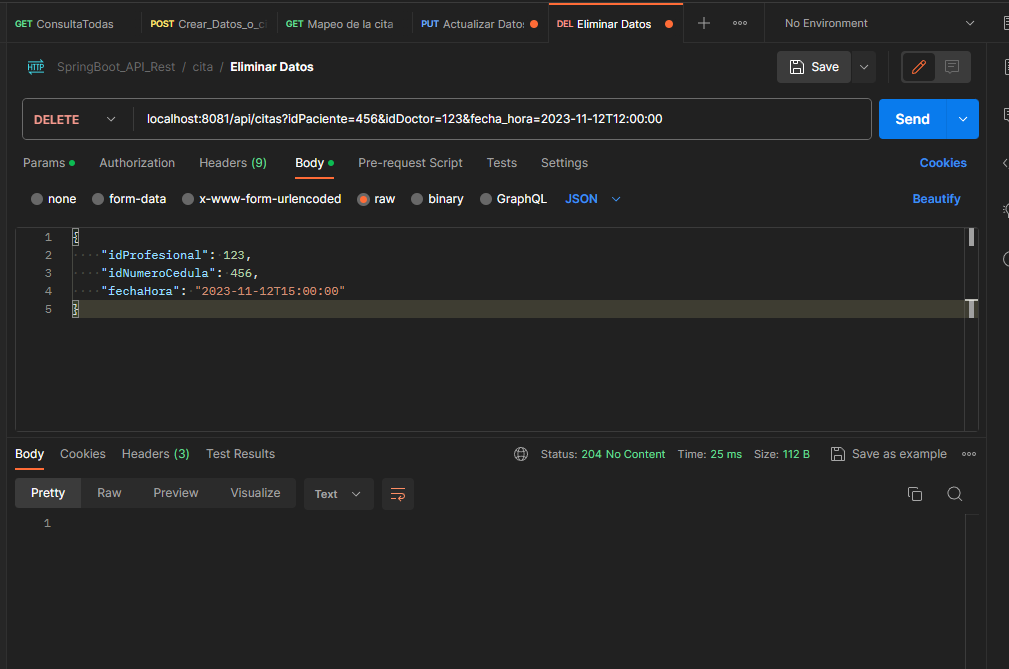 GET ConsultaTodas POST Crear_Datos_o_c GET Mapeo de la cita PUT Actualizar Datos DEL Eliminar Datos No Environment
HTTP SpringBoot_API_Rest / cita / Eliminar Datos Save
DELETE localhost:8081/api/citas?idPaciente=456&idDoctor=123&fecha_hora=2023-11-12T12:00:00 Send
Params Authorization Headers (9) Body Pre-request Script Tests Settings Cookies
none form-data x-www-form-urlencoded raw binary GraphQL JSON Beautify
1 {
2 "idProfesional": 123,
3 "idNumeroCedula": 456,
4 "fechaHora": "2023-11-12T15:00:00"
5 }
Body Cookies Headers (3) Test Results Status: 204 No Content Time: 25 ms Size: 112 B Save as example
Pretty Raw Preview Visualize Text
1